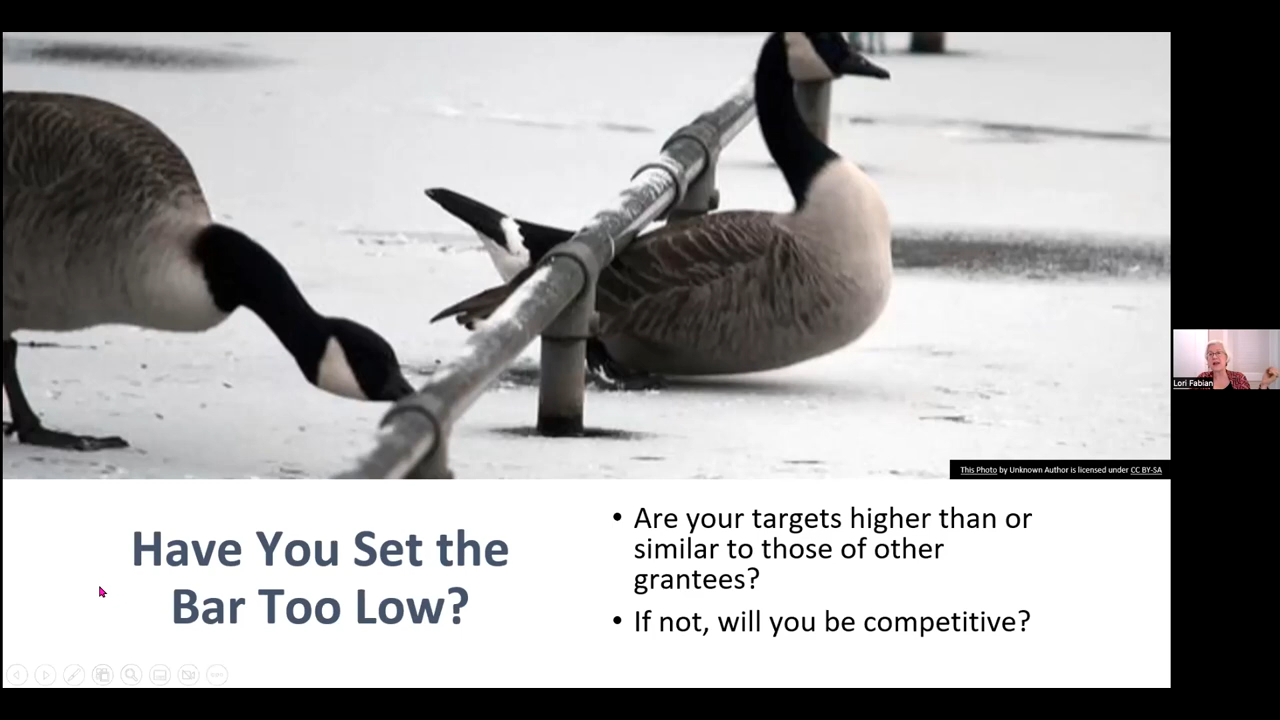 Lori Fabian
This Photo by Unknown Author is licensed under CC BY-SA
Have You Set the
Bar Too Low?
• Are your targets higher than or
similar to those of other
grantees?
• If not, will you be competitive?